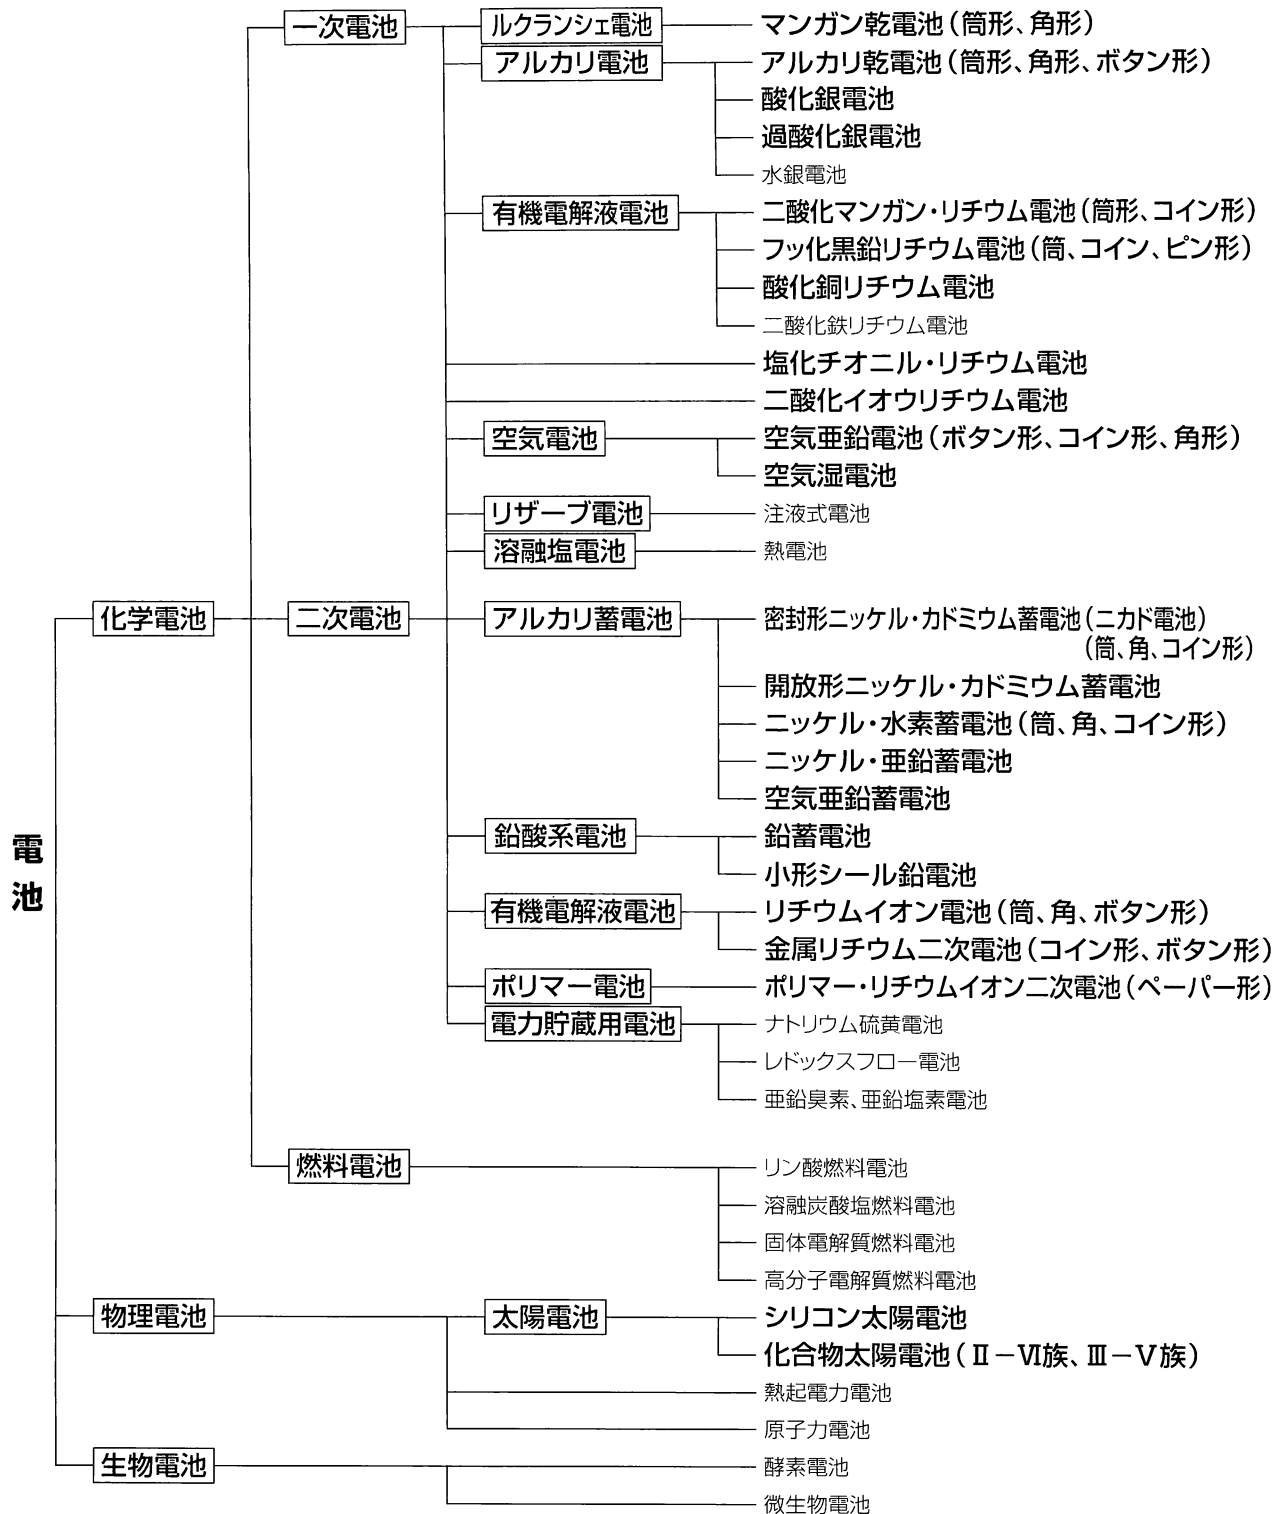 一次電池
ルクランシェ電池
マンガン乾電池（筒形、角形）
アルカリ電池
アルカリ乾電池（筒形、角形、ボタン形）
酸化銀電池
過酸化銀電池
水銀電池
有機電解液電池
二酸化マンガン・リチウム電池（筒形、コイン形）
フッ化黒鉛リチウム電池（筒、コイン、ピン形）
酸化銅リチウム電池
二酸化鉄リチウム電池
塩化チオニル・リチウム電池
二酸化イオウリチウム電池
空気電池
空気亜鉛電池（ボタン形、コイン形、角形）
空気湿電池
リザーブ電池
注液式電池
溶融塩電池
熱電池
化学電池
二次電池
アルカリ蓄電池
密封形ニッケル・カドミウム蓄電池（ニカド電池）
（筒、角、コイン形）
開放形ニッケル・カドミウム蓄電池
ニッケル・水素蓄電池（筒、角、コイン形）
ニッケル・亜鉛蓄電池
空気亜鉛蓄電池
電池
鉛酸系電池
鉛蓄電池
小形シール鉛電池
有機電解液電池
リチウムイオン電池（筒、角、ボタン形）
金属リチウム二次電池（コイン形、ボタン形）
ポリマー電池
ポリマー・リチウムイオン二次電池（ペーパー形）
電力貯蔵用電池
ナトリウム硫黄電池
レドックスフロー電池
亜鉛臭素、亜鉛塩素電池
燃料電池
リン酸燃料電池
溶融炭酸塩燃料電池
固体電解質燃料電池
高分子電解質燃料電池
物理電池
太陽電池
シリコン太陽電池
化合物太陽電池（Ⅱ－Ⅵ族、Ⅲ－Ⅴ族）
熱起電力電池
原子力電池
生物電池
酵素電池
微生物電池